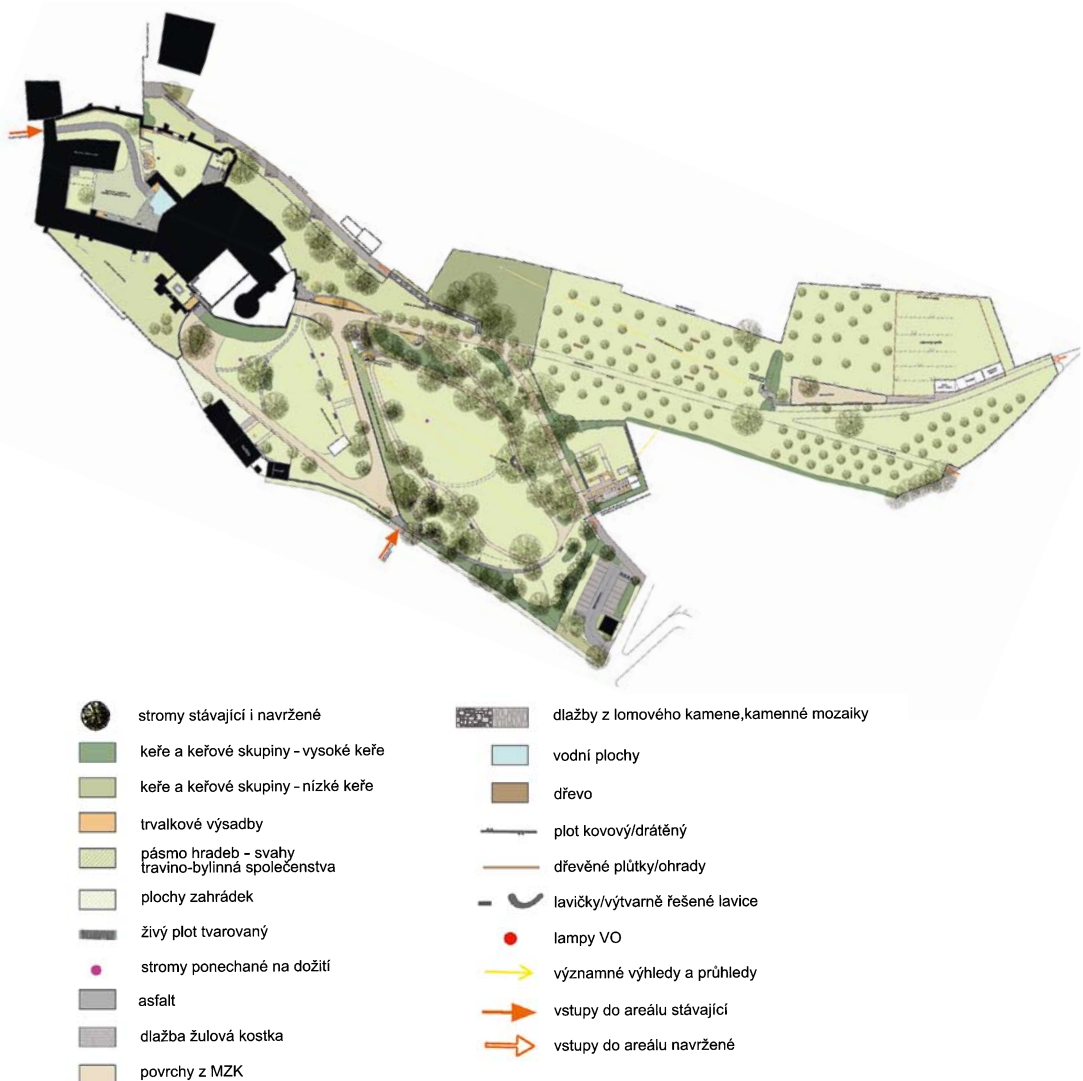 stromy stávající i navržené
keře a keřové skupiny - vysoké keře
keře a keřové skupiny - nízké keře
trvalkové výsadby
pásmo hradeb - svahy
travino-bylinná společenstva
plochy zahrádek
živý plot tvarovaný
stromy ponechané na dožití
asfalt
dlažba žulová kostka
povrchy z MZK
dlažby z lomového kamene,kamenné mozaiky
vodní plochy
dřevo
plot kovový/drátěný
dřevěné plůtky/ohrady
lavičky/výtvarně řešené lavice
lampy VO
významné výhledy a průhledy
vstupy do areálu stávající
vstupy do areálu navržené